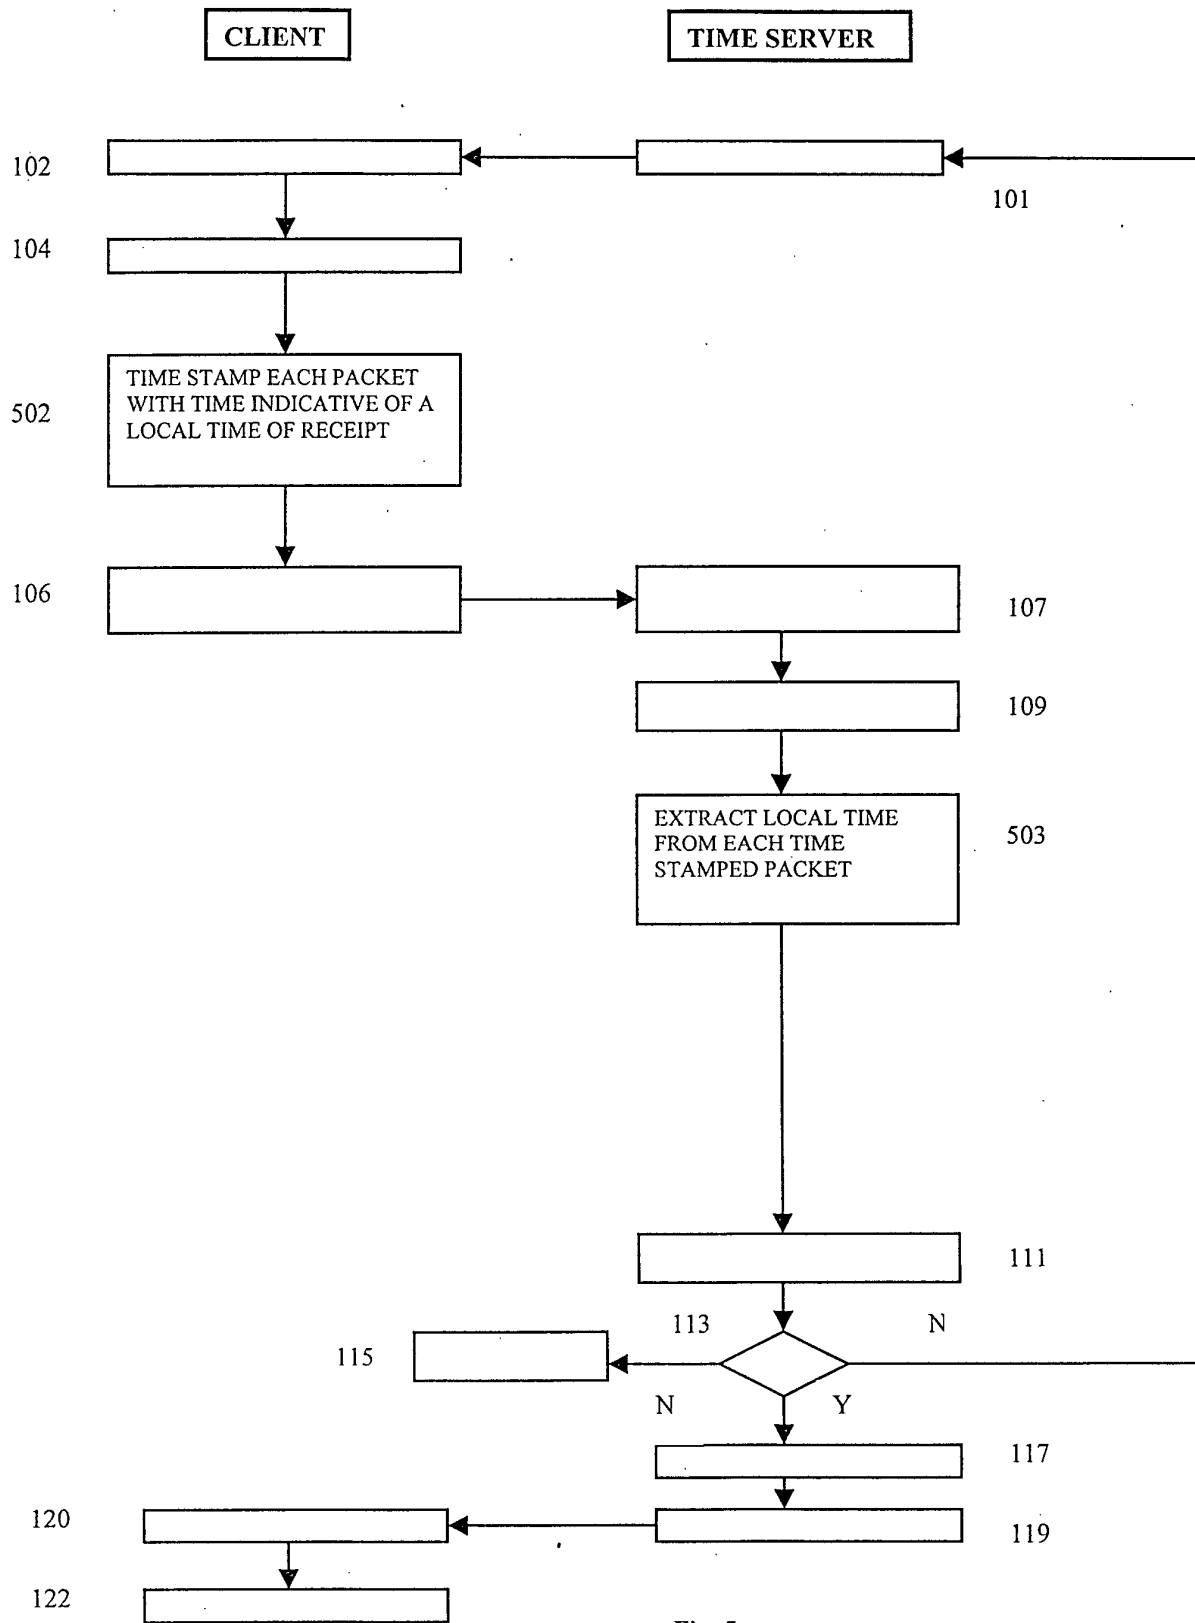 CLIENT
TIME SERVER
102
101
104
502
TIME STAMP EACH PACKET
WITH TIME INDICATIVE OF A
LOCAL TIME OF RECEIPT
106
107
109
EXTRACT LOCAL TIME
FROM EACH TIME
STAMPED PACKET
503
111
113
N
115
N
Y
117
120
119
122